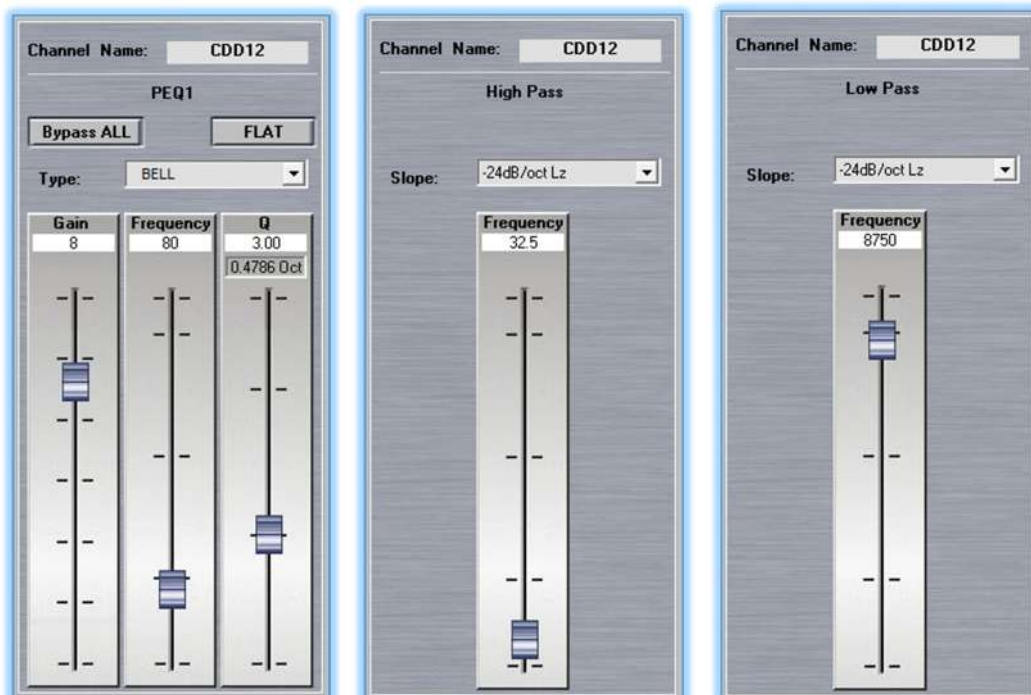 Channel Name: CDD12
PEQ1
Bypass ALL FLAT
Type: BELL
Gain Frequency Q
8 80 3.00
0.4786 Oct
Channel Name: CDD12
High Pass
Slope: -24dB/oct Lz
Frequency
32.5
Channel Name: CDD12
Low Pass
Slope: -24dB/oct Lz
Frequency
8750